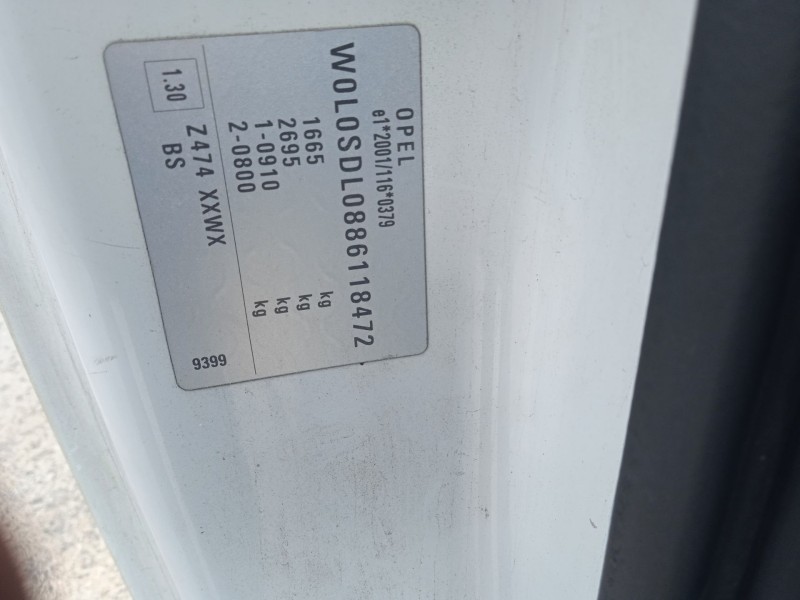 OPEL
e1*2001/116*0379
W0L0SDL0886118472
1665 kg
2695 kg
1-0910 kg
2-0800 kg
1.30 Z474 XXWX
BS 9399